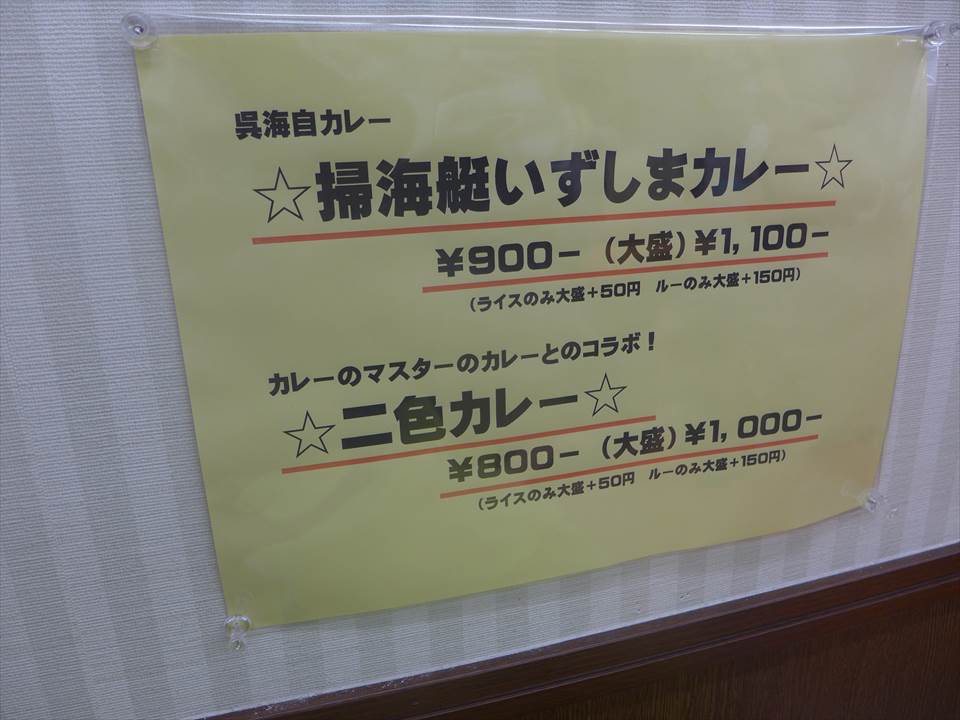 呉海自カレー
☆掃海艇いずしまカレー☆
¥900−（大盛）¥1,100−
（ライスのみ大盛＋50円　ルーのみ大盛＋150円）
カレーのマスターのカレーとのコラボ！
☆二色カレー☆
¥800−（大盛）¥1,000−
（ライスのみ大盛＋50円　ルーのみ大盛＋150円）